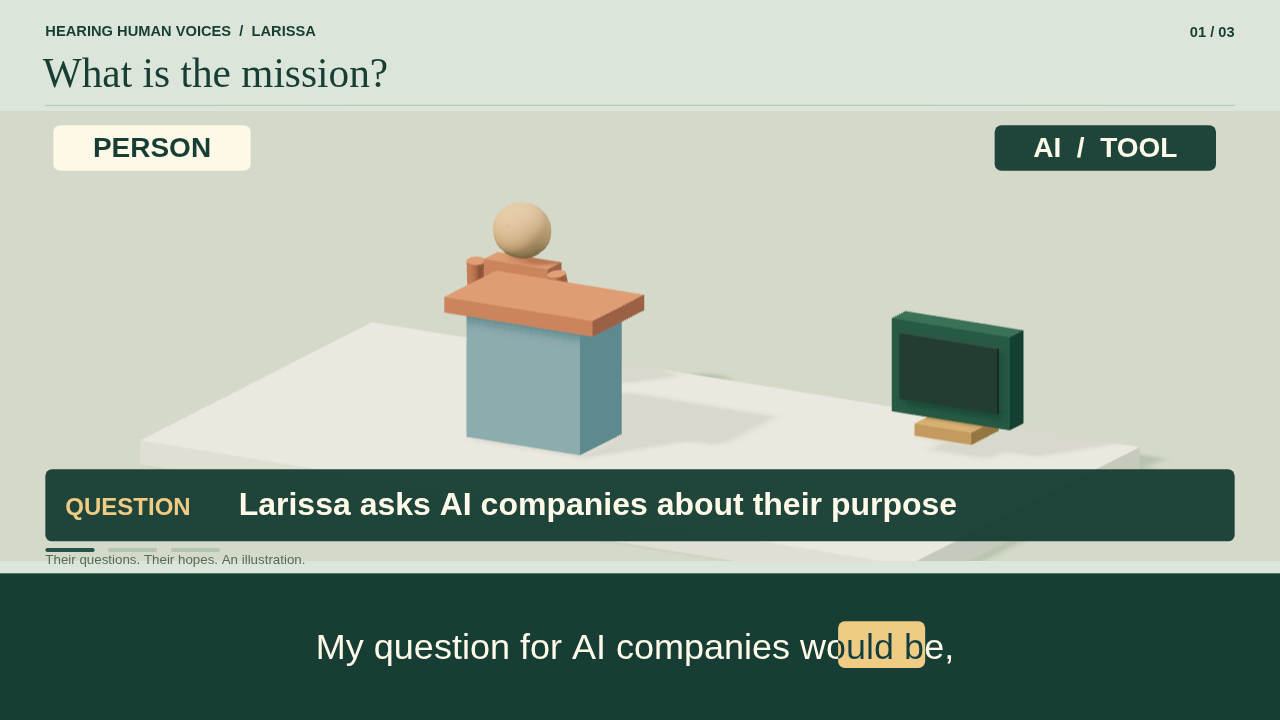 HEARING HUMAN VOICES / LARISSA
01 / 03
What is the mission?
PERSON
AI / TOOL
QUESTION Larissa asks AI companies about their purpose
Their questions. Their hopes. An illustration.
My question for AI companies would be,